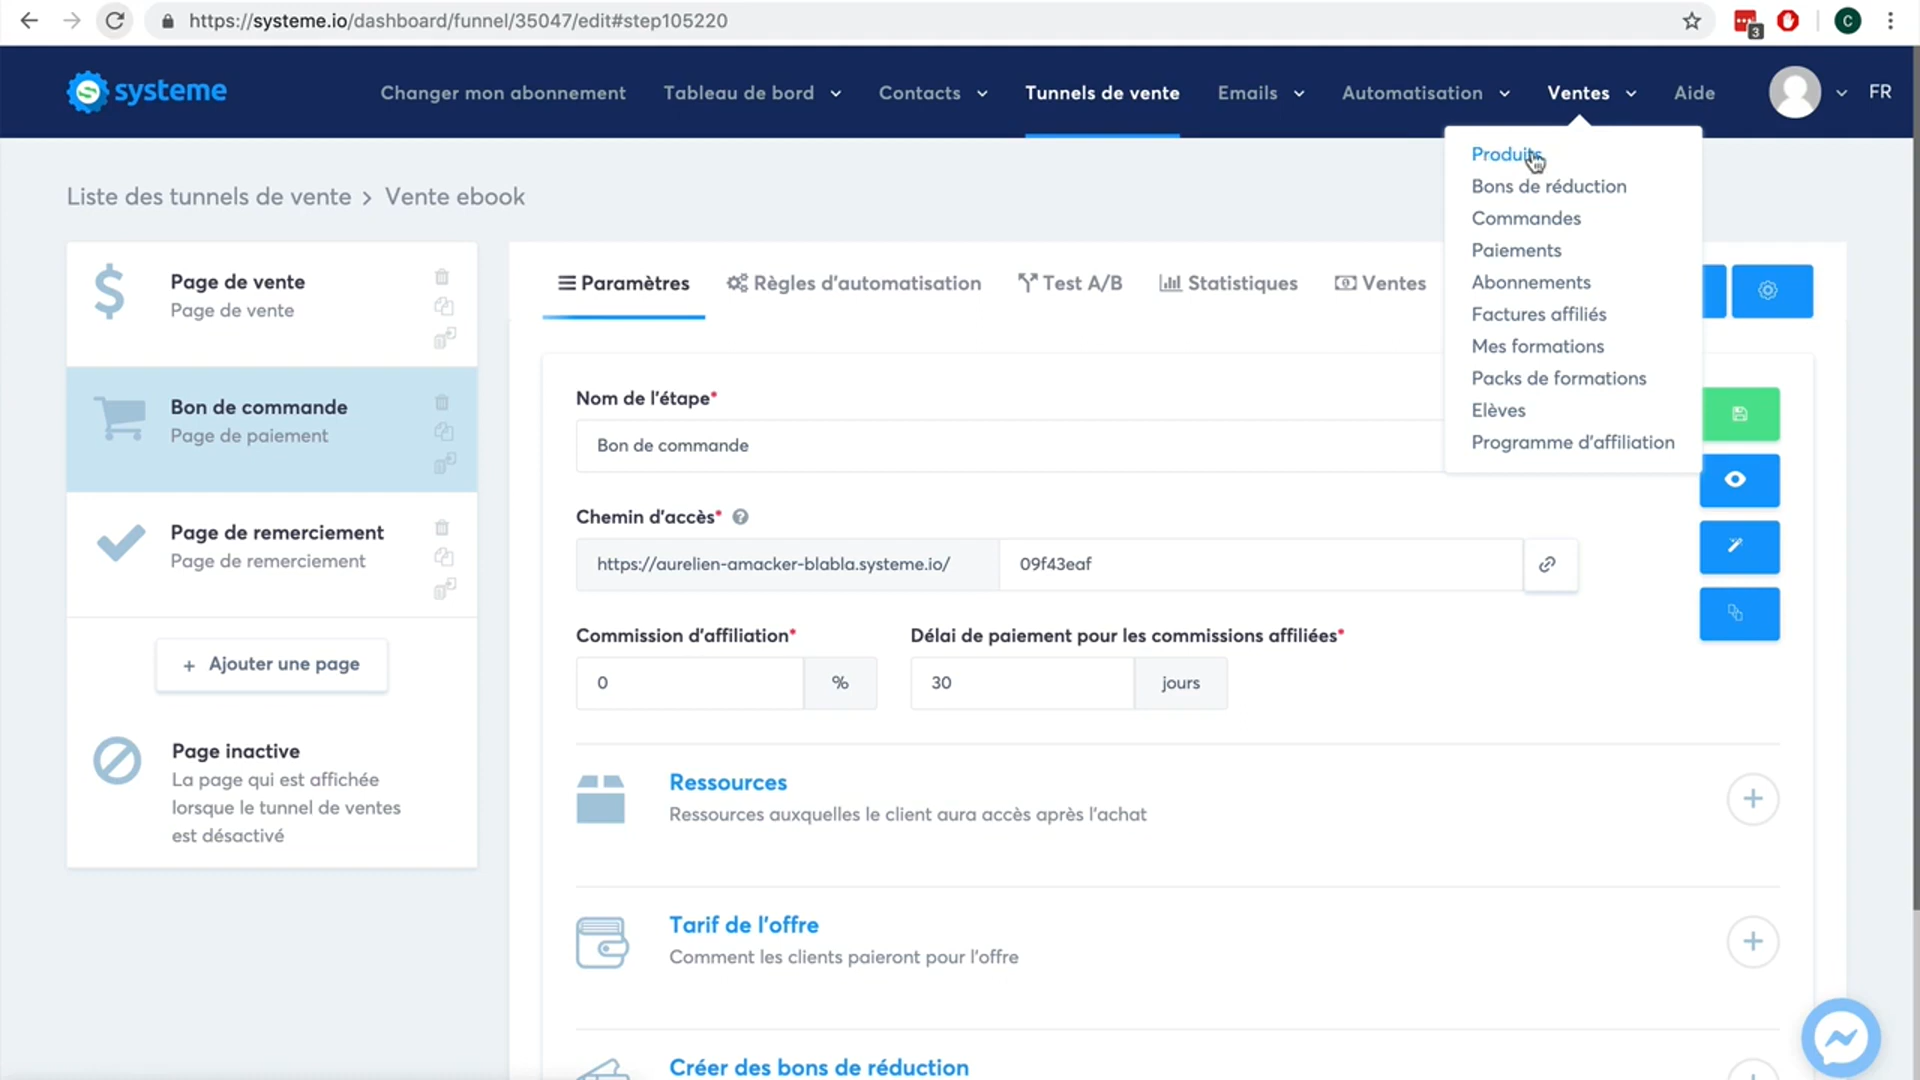 https://systeme.io/dashboard/funnel/35047/edit#step105220
3
C
systeme
Changer mon abonnement
Tableau de bord
Contacts
Tunnels de vente
Emails
Automatisation
Ventes
Aide
FR
Produits
Bons de réduction
Commandes
Paiements
Abonnements
Factures affiliés
Mes formations
Packs de formations
Elèves
Programme d'affiliation
Liste des tunnels de vente > Vente ebook
Page de vente
Page de vente
Bon de commande
Page de paiement
Page de remerciement
Page de remerciement
+ Ajouter une page
Page inactive
La page qui est affichée
lorsque le tunnel de ventes
est désactivé
Paramètres
Règles d'automatisation
Test A/B
Statistiques
Ventes
Nom de l'étape*
Bon de commande
Chemin d'accès* ?
https://aurelien-amacker-blabla.systeme.io/
09f43eaf
Commission d'affiliation*
Délai de paiement pour les commissions affiliées*
0
%
30
jours
Ressources
Ressources auxquelles le client aura accès après l'achat
Tarif de l'offre
Comment les clients paieront pour l'offre
Créer des bons de réduction